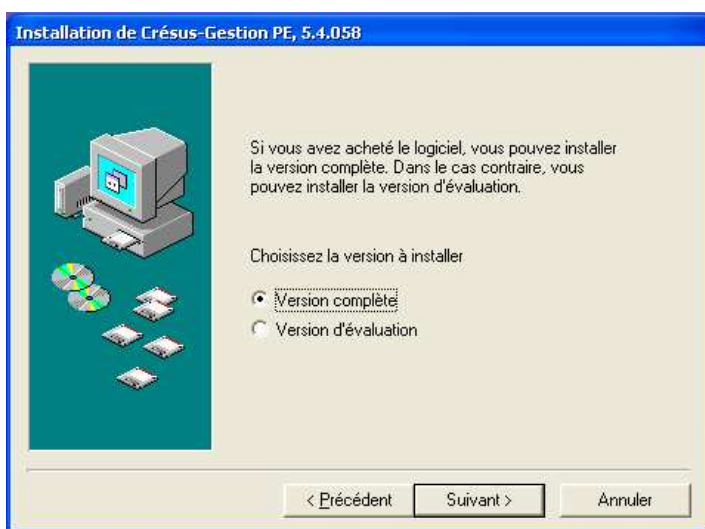 Installation de Crésus-Gestion PE, 5.4.058
Si vous avez acheté le logiciel, vous pouvez installer
la version complète. Dans le cas contraire, vous
pouvez installer la version d'évaluation.
Choisissez la version à installer
Version complète
Version d'évaluation
< Précédent
Suivant >
Annuler